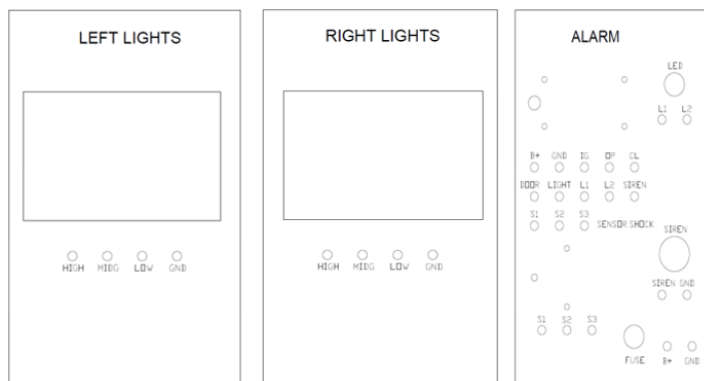 LEFT LIGHTS
HIGH MIDG LOW GND
RIGHT LIGHTS
HIGH MIDG LOW GND
ALARM
LED
L1 L2
B+ GND IG OP CL
DOOR LIGHT L1 L2 SIREN
S1 S2 S3 SENSOR SHOCK
SIREN
SIREN GND
S1 S2 S3
FUSE B+ GND